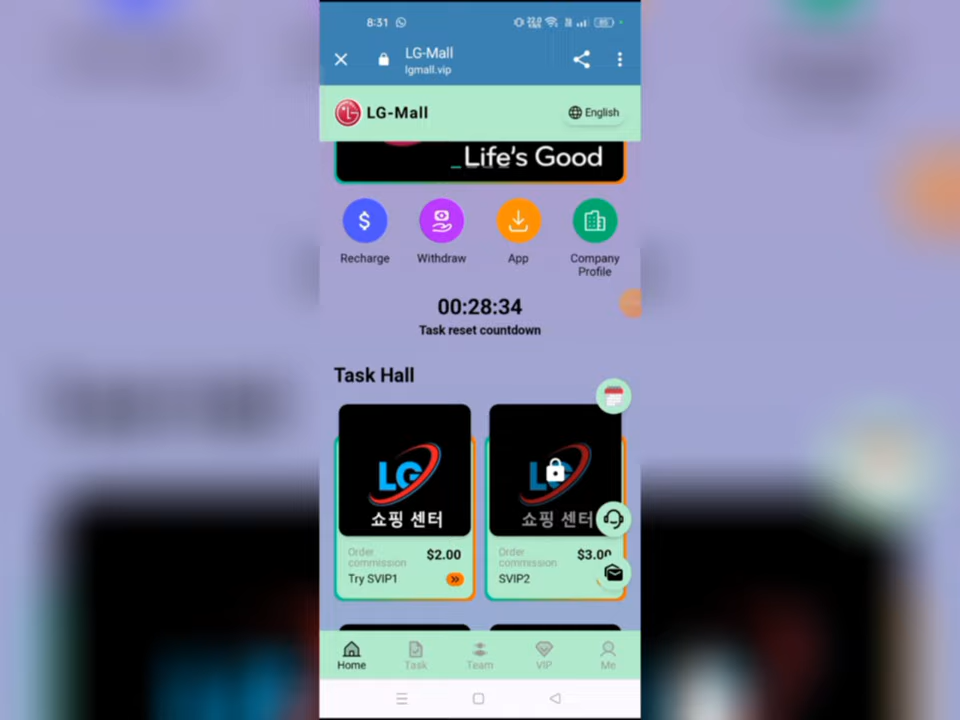 8:31
LG-Mall
lgmall.vip
LG-Mall
English
Life's Good
Recharge
Withdraw
App
Company
Profile
00:28:34
Task reset countdown
Task Hall
LG
쇼핑 센터
Order
commission
$2.00
Try SVIP1
LG
쇼핑 센터
Order
commission
$3.00
SVIP2
Home
Task
Team
VIP
Me